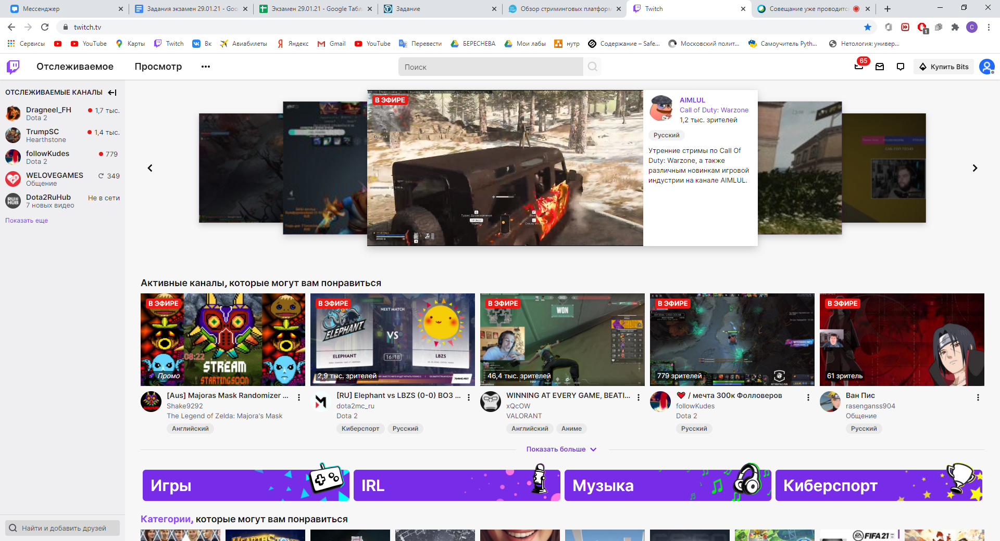 Мессенджер
Задания экзамен 29.01.21 - Goo
Экзамен 29.01.21 - Google Табл
Задание
Обзор стриминговых платформ
Twitch
Совещание уже проводится
twitch.tv
1
С
Сервисы
YouTube
Карты
Twitch
Вк
Авиабилеты
Яндекс
Gmail
YouTube
Перевести
БЕРЕСНЕВА
Мои лабы
нутр
Содержание – Safe...
Московский полит...
Самоучитель Pyth...
Нетология: универ...
Отслеживаемое
Просмотр
Поиск
65
Купить Bits
ОТСЛЕЖИВАЕМЫЕ КАНАЛЫ
Dragneel_FH
1,7 тыс.
Dota 2
TrumpSC
1,4 тыс.
Hearthstone
followKudes
779
Dota 2
WELOVEGAMES
349
Общение
Dota2RuHub
Не в сети
7 новых видео
Показать еще
Найти и добавить друзей
В ЭФИРЕ
AIMLUL
Call of Duty: Warzone
1,2 тыс. зрителей
Русский
Утренние стримы по Call Of
Duty: Warzone, а также
различным новинкам игровой
индустрии на канале AIMLUL.
Активные каналы, которые могут вам понравиться
В ЭФИРЕ
08:22
STREAM
STARTING SOON
Промо
[Aus] Majoras Mask Randomizer ...
Shake9292
The Legend of Zelda: Majora's Mask
Английский
В ЭФИРЕ
NEXT MATCH
ELEPHANT
VS
ELEPHANT
LBZS
16:18
2,9 тыс. зрителей
[RU] Elephant vs LBZS (0-0) BO3 ...
dota2mc_ru
Dota 2
Киберспорт
Русский
В ЭФИРЕ
WON
46,4 тыс. зрителей
WINNING AT EVERY GAME, BEATI...
xQcOW
VALORANT
Английский
Аниме
В ЭФИРЕ
779 зрителей
/ мечта 300к Фолловеров
followKudes
Dota 2
Русский
В ЭФИРЕ
61 зритель
Ван Пис
rasenganss904
Общение
Русский
Показать больше
Игры
IRL
Музыка
Киберспорт
Категории, которые могут вам понравиться
FIFA 21